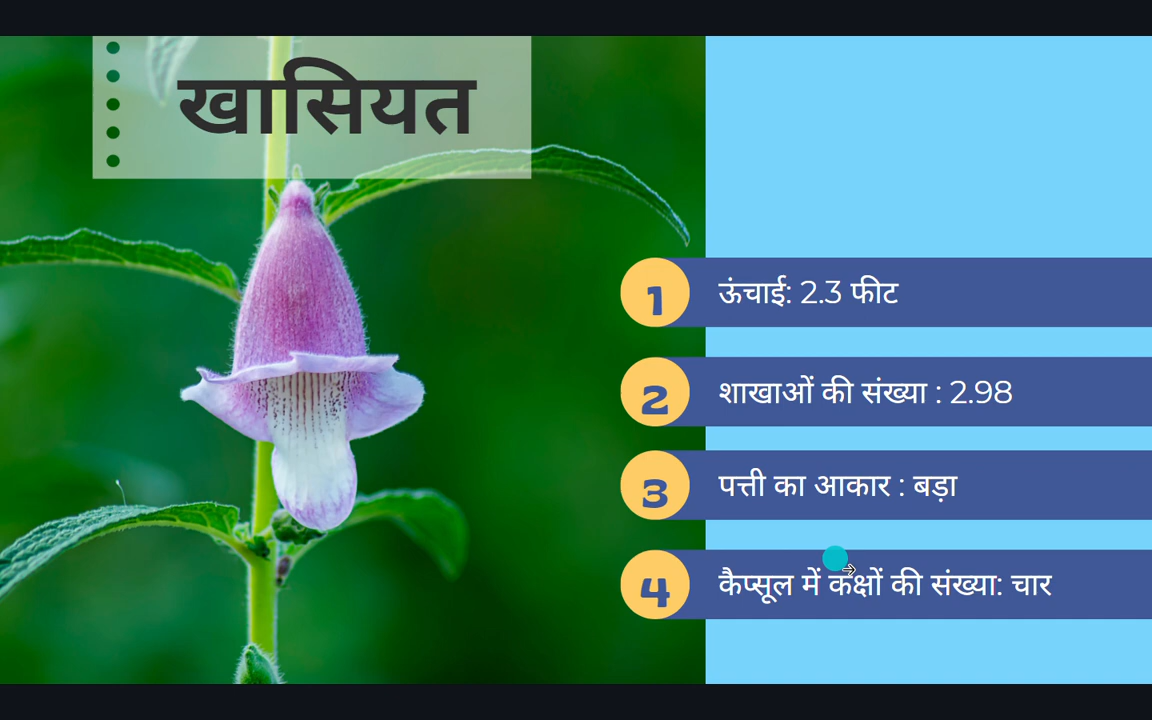 खासियत
1 ऊंचाई: 2.3 फीट
2 शाखाओं की संख्या : 2.98
3 पत्ती का आकार : बड़ा
4 कैप्सूल में कक्षों की संख्या: चार